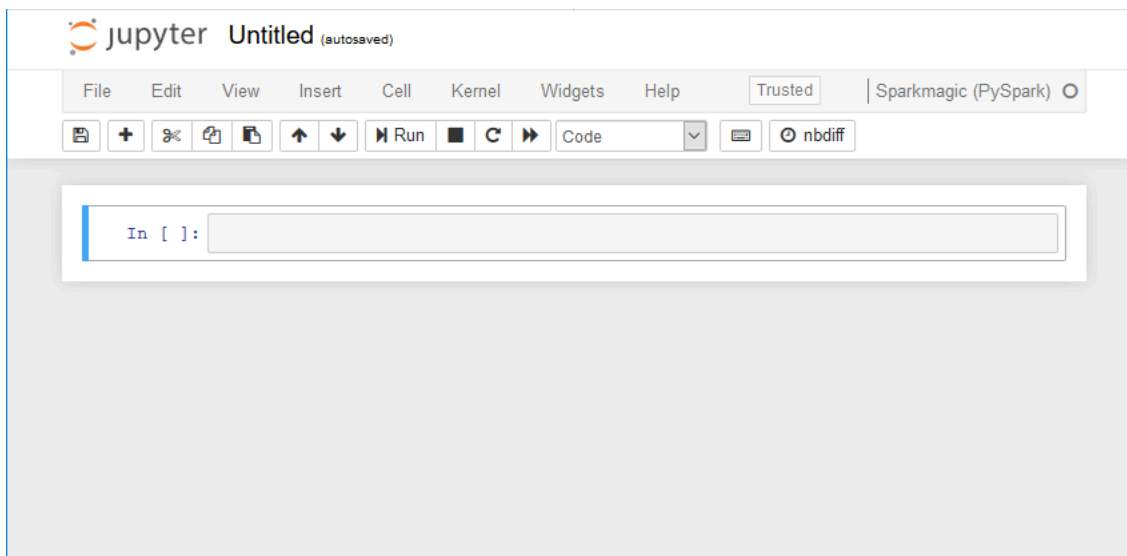 jupyter Untitled (autosaved)
File Edit View Insert Cell Kernel Widgets Help Trusted Sparkmagic (PySpark)
Run Code nbdiff
In [ ]: